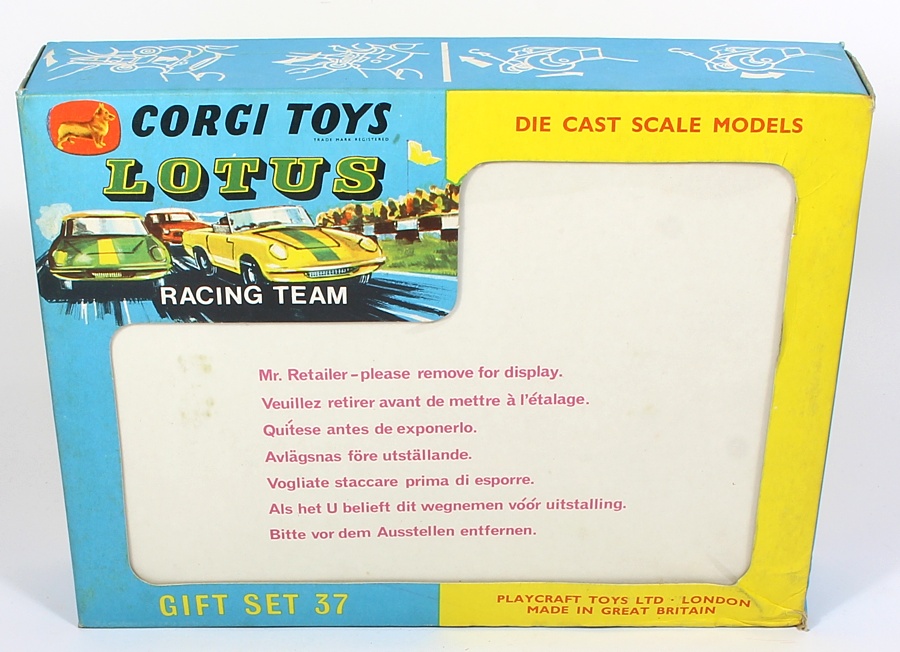 CORGI TOYS
TRADE MARK REGISTERED
LOTUS
RACING TEAM
DIE CAST SCALE MODELS
Mr. Retailer - please remove for display.
Veuillez retirer avant de mettre à l'étalage.
Quítese antes de exponerlo.
Avlägsnas före utställande.
Vogliate staccare prima di esporre.
Als het U belieft dit wegnemen vóór uitstalling.
Bitte vor dem Ausstellen entfernen.
GIFT SET 37
PLAYCRAFT TOYS LTD · LONDON
MADE IN GREAT BRITAIN